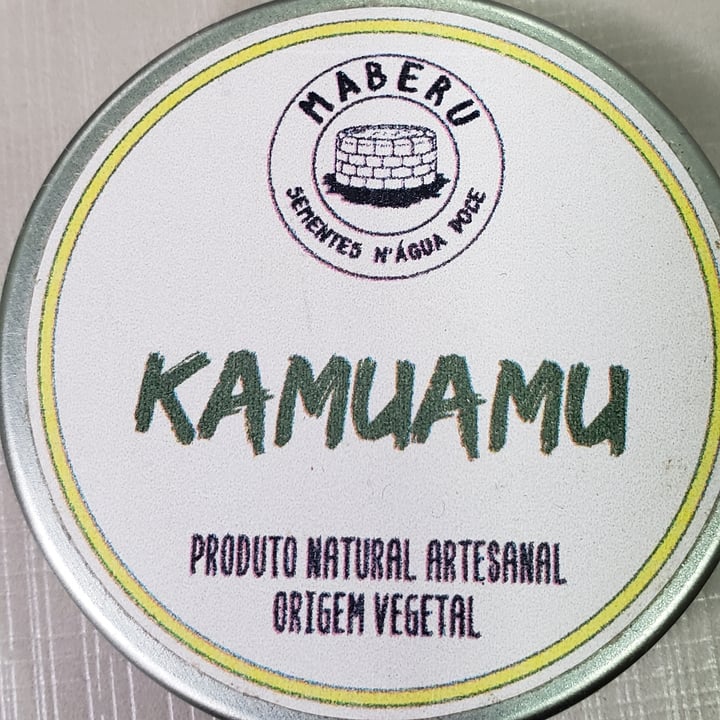 MABERU
SEMENTES N'ÁGUA DOCE
KAMUAMU
PRODUTO NATURAL ARTESANAL
ORIGEM VEGETAL